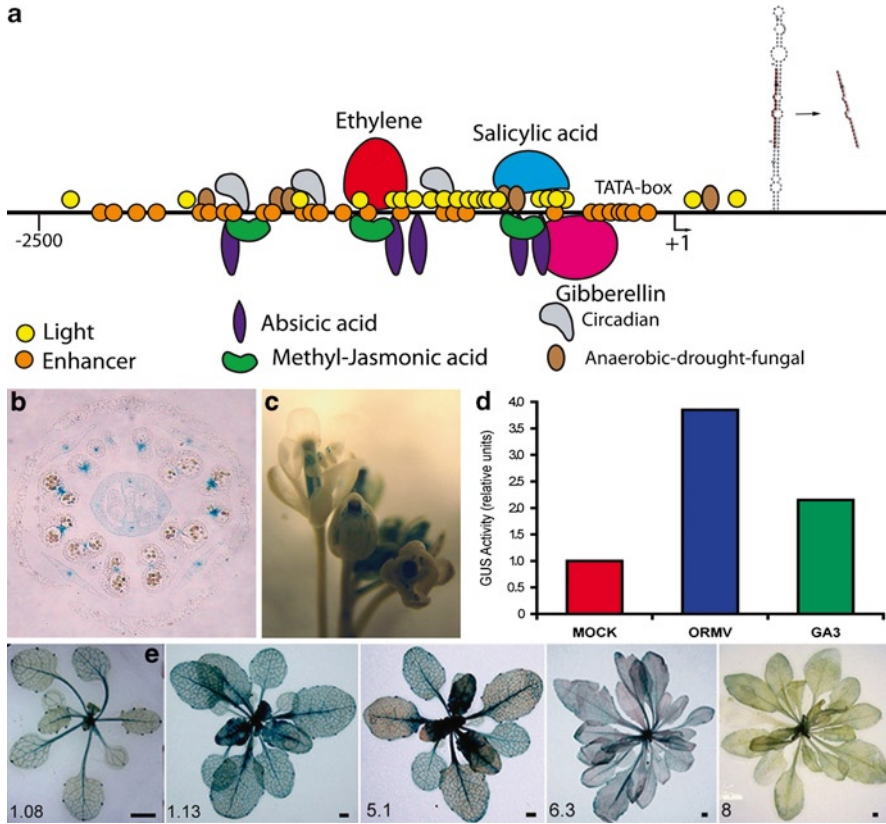 a
Ethylene
Salicylic acid
TATA-box
-2500
+1
Gibberellin
Light
Absicic acid
Circadian
Enhancer
Methyl-Jasmonic acid
Anaerobic-drought-fungal
b
c
d
GUS Activity (relative units)
4.0
3.5
3.0
2.5
2.0
1.5
1.0
0.5
0
MOCK
ORMV
GA3
e
1.08
1.13
5.1
6.3
8